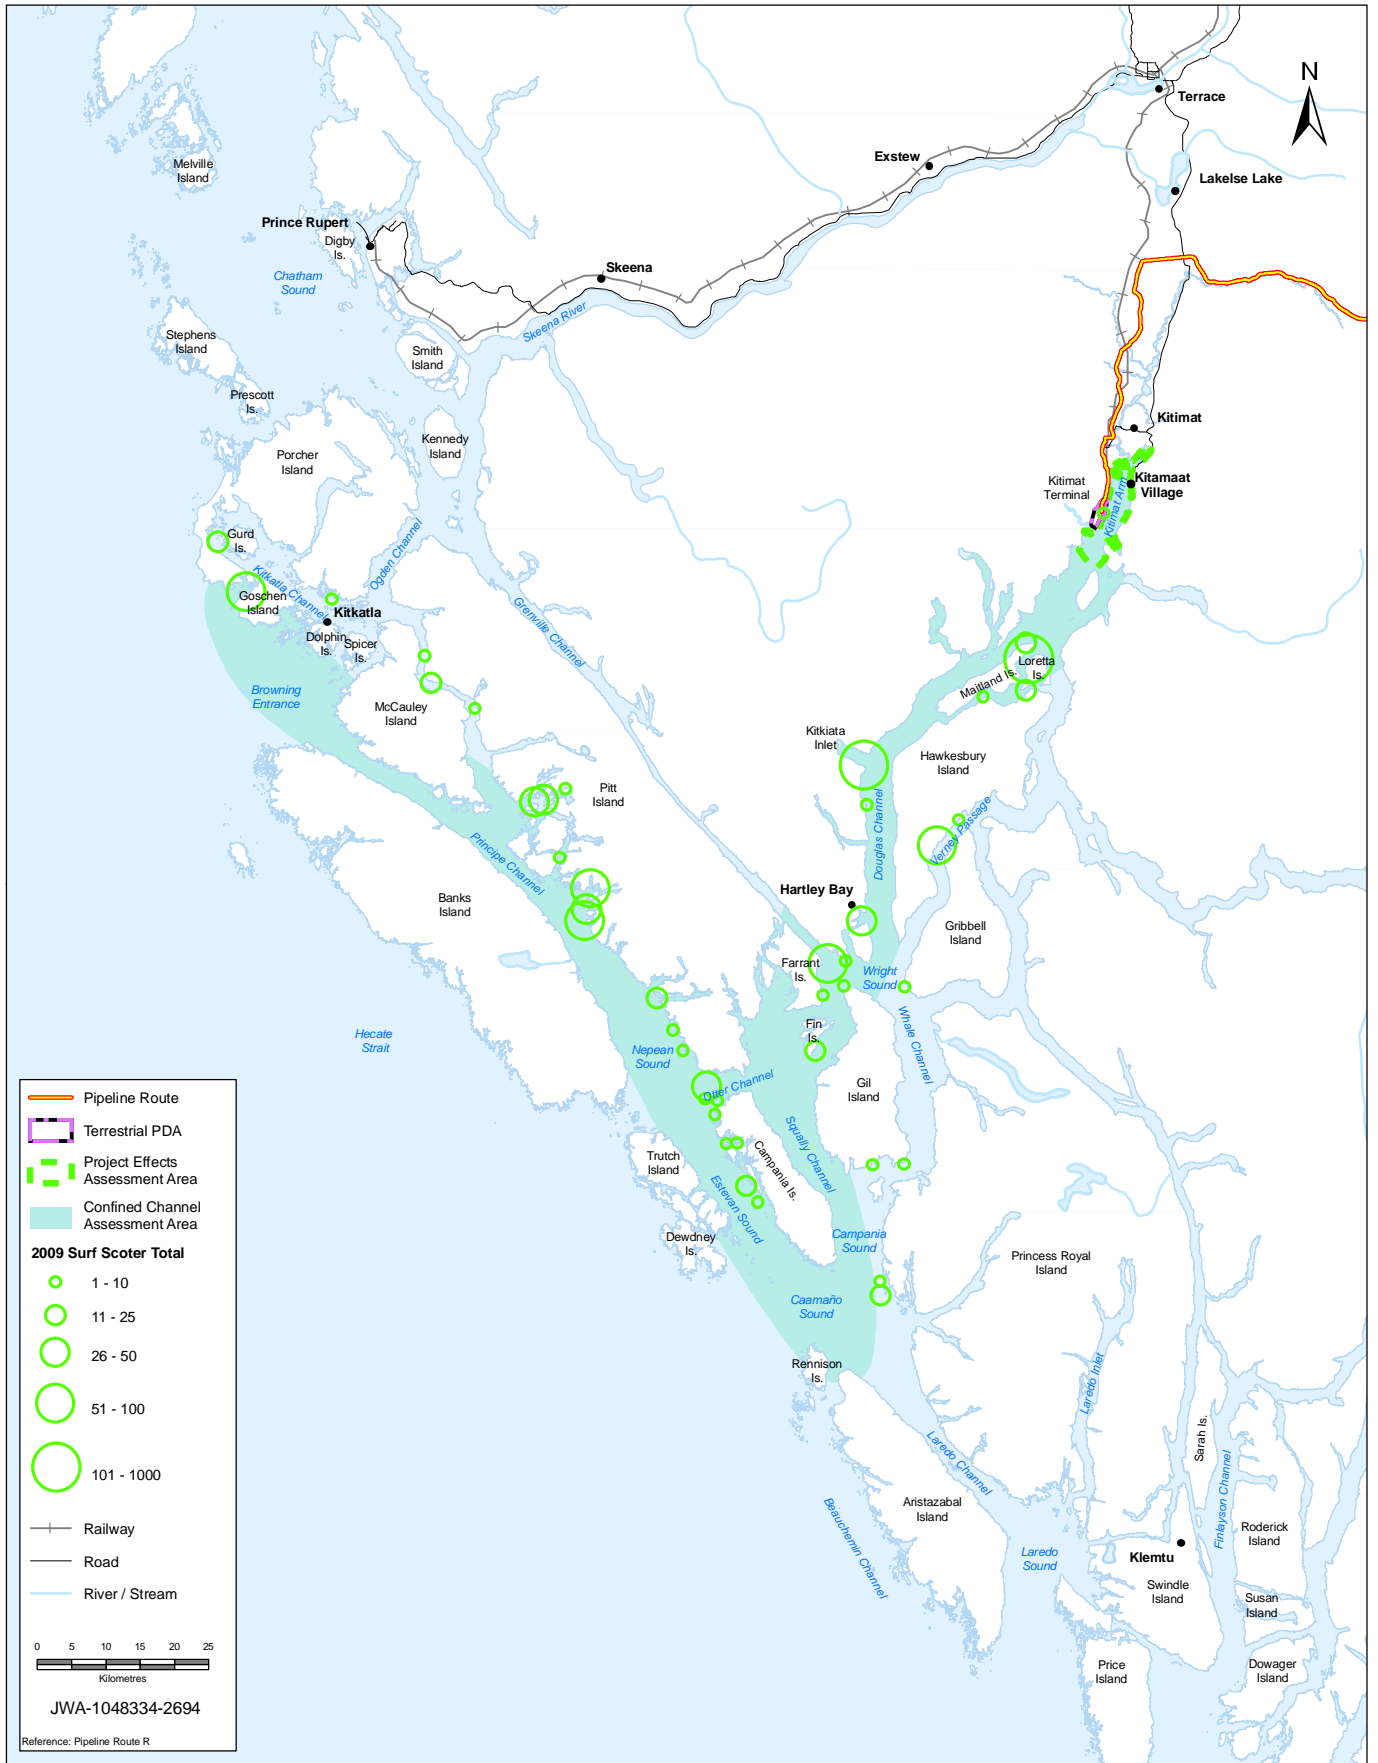 N
Terrace
Exstew
Lakelse Lake
Melville
Island
Prince Rupert
Digby
Is.
Chatham
Sound
Skeena
Skeena River
Stephens
Island
Smith
Island
Prescott
Is.
Kennedy
Island
Porcher
Island
Kitimat
Kitimat
Terminal
Kitamaat
Village
Kitimat Arm
Gurd
Is.
Ogden Channel
Kitkatla Channel
Goschen
Island
Kitkatla
Dolphin
Is.
Spicer
Is.
Grenville Channel
Browning
Entrance
McCauley
Island
Loretta
Is.
Maitland Is.
Kitkiata
Inlet
Hawkesbury
Island
Pitt
Island
Douglas Channel
Verney Passage
Principe Channel
Banks
Island
Hartley Bay
Gribbell
Island
Farrant
Is.
Wright
Sound
Whale Channel
Fin
Is.
Hecate
Strait
Nepean
Sound
Otter Channel
Gil
Island
Squally Channel
Campania Is.
Trutch
Island
Estevan Sound
Dewdney
Is.
Campania
Sound
Princess Royal
Island
Caamaño
Sound
Rennison
Is.
Laredo Inlet
Laredo Channel
Sarah Is.
Finlayson Channel
Aristazabal
Island
Beauchemin Channel
Laredo
Sound
Klemtu
Roderick
Island
Swindle
Island
Susan
Island
Price
Island
Dowager
Island
Pipeline Route
Terrestrial PDA
Project Effects
Assessment Area
Confined Channel
Assessment Area
2009 Surf Scoter Total
1 - 10
11 - 25
26 - 50
51 - 100
101 - 1000
Railway
Road
River / Stream
0 5 10 15 20 25
Kilometres
JWA-1048334-2694
Reference: Pipeline Route R